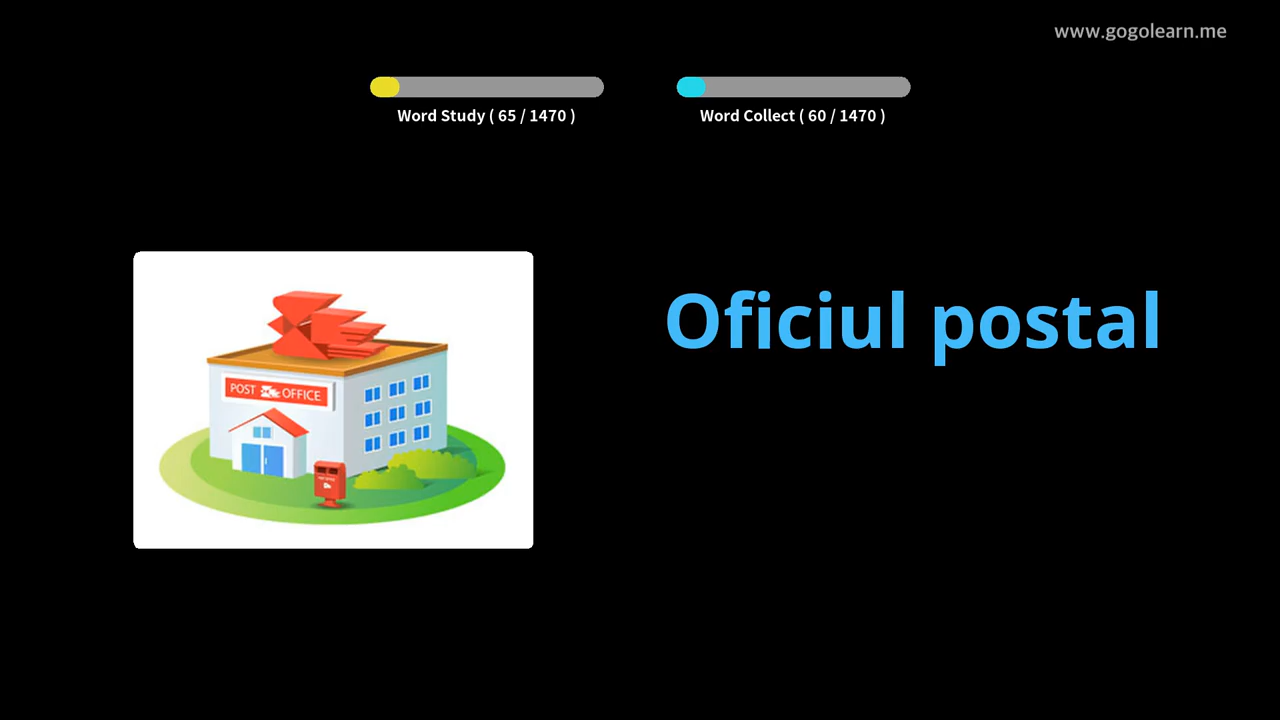 www.gogolearn.me
Word Study ( 65 / 1470 )
Word Collect ( 60 / 1470 )
Oficiul postal
POST OFFICE